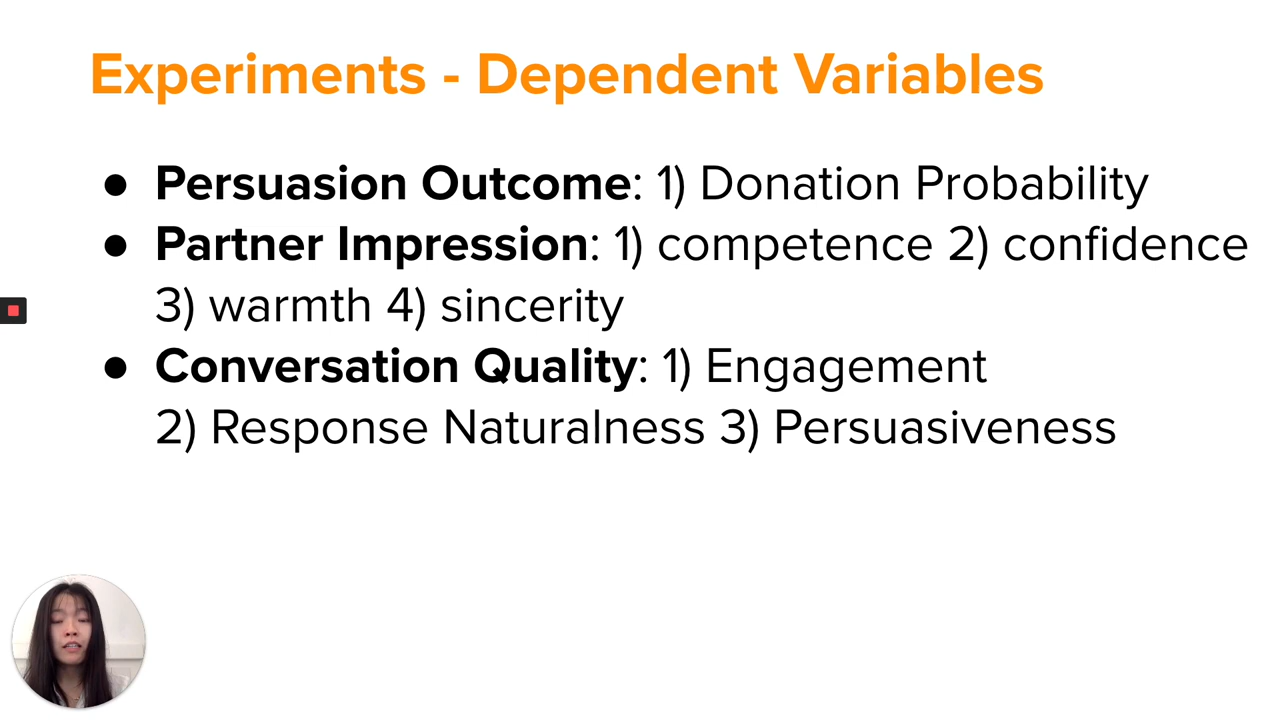 Experiments - Dependent Variables
● Persuasion Outcome: 1) Donation Probability
● Partner Impression: 1) competence 2) confidence
3) warmth 4) sincerity
● Conversation Quality: 1) Engagement
2) Response Naturalness 3) Persuasiveness